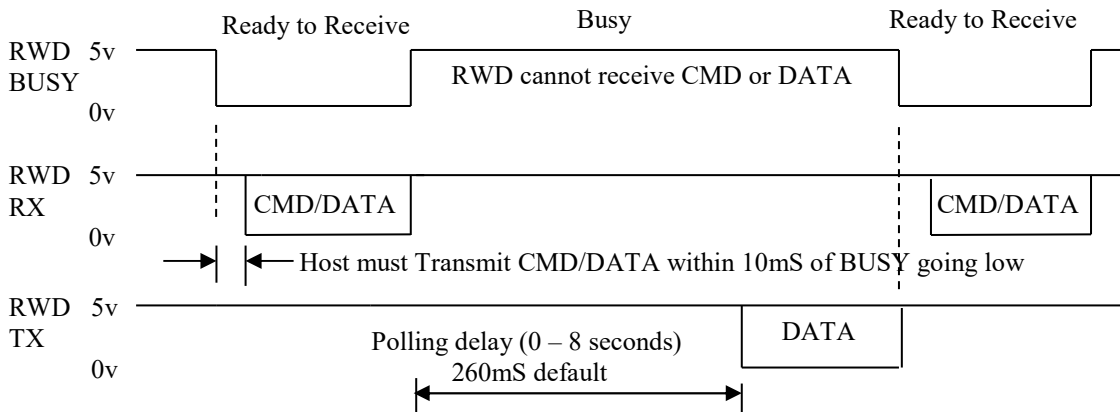 Ready to Receive Busy Ready to Receive
RWD 5v
BUSY
RWD cannot receive CMD or DATA
0v
RWD 5v
RX
CMD/DATA CMD/DATA
0v
Host must Transmit CMD/DATA within 10mS of BUSY going low
RWD 5v
TX
DATA
Polling delay (0 – 8 seconds)
0v
260mS default